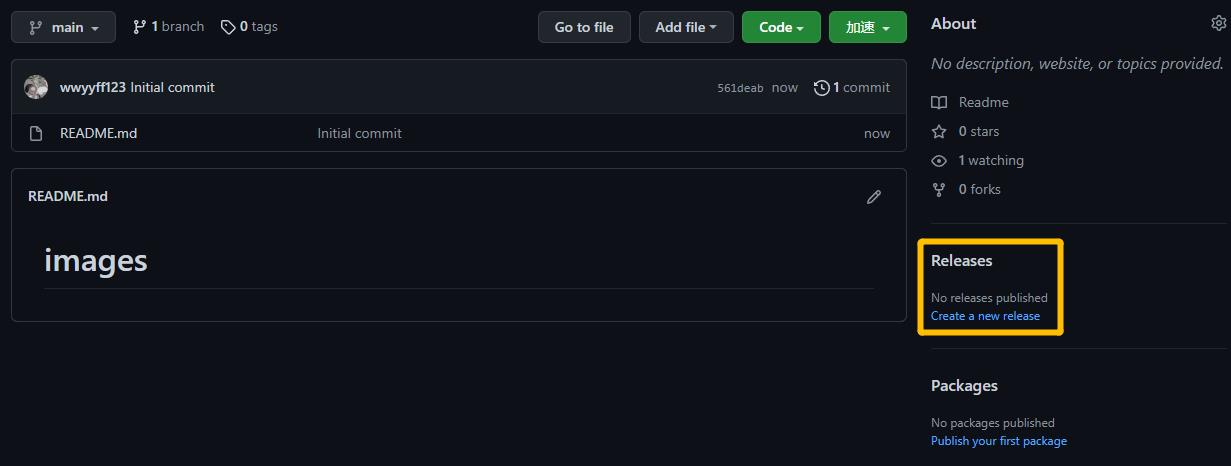 main
1 branch
0 tags
Go to file
Add file
Code
加速
wwyyff123 Initial commit
561deab now
1 commit
README.md
Initial commit
now
README.md
images
About
No description, website, or topics provided.
Readme
0 stars
1 watching
0 forks
Releases
No releases published
Create a new release
Packages
No packages published
Publish your first package